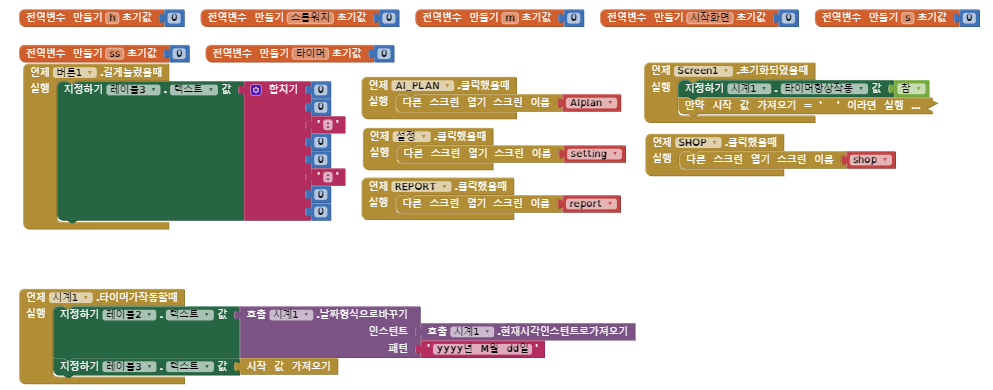 전역변수 만들기 h 초기값 0
전역변수 만들기 스톱워치 초기값 0
전역변수 만들기 m 초기값 0
전역변수 만들기 시작화면 초기값 0
전역변수 만들기 s 초기값 0
전역변수 만들기 ss 초기값 0
전역변수 만들기 타이머 초기값 0
언제 버튼1 .길게눌렀을때
실행 지정하기 레이블3 . 텍스트 값 합치기 0
0
" : "
0
0
" : "
0
0
언제 AI_PLAN .클릭했을때
실행 다른 스크린 열기 스크린 이름 AIplan
언제 설정 .클릭했을때
실행 다른 스크린 열기 스크린 이름 setting
언제 REPORT .클릭했을때
실행 다른 스크린 열기 스크린 이름 report
언제 Screen1 .초기화되었을때
실행 지정하기 시계1 . 타이머항상작동 값 참
만약 시작 값 가져오기 = ' ' 이라면 실행 ...
언제 SHOP .클릭했을때
실행 다른 스크린 열기 스크린 이름 shop
언제 시계1 .타이머가작동할때
실행 지정하기 레이블2 . 텍스트 값 호출 시계1 .날짜형식으로바꾸기
인스턴트 호출 시계1 .현재시각인스턴트로가져오기
패턴 " yyyy년 M월 dd일 "
지정하기 레이블3 . 텍스트 값 시작 값 가져오기